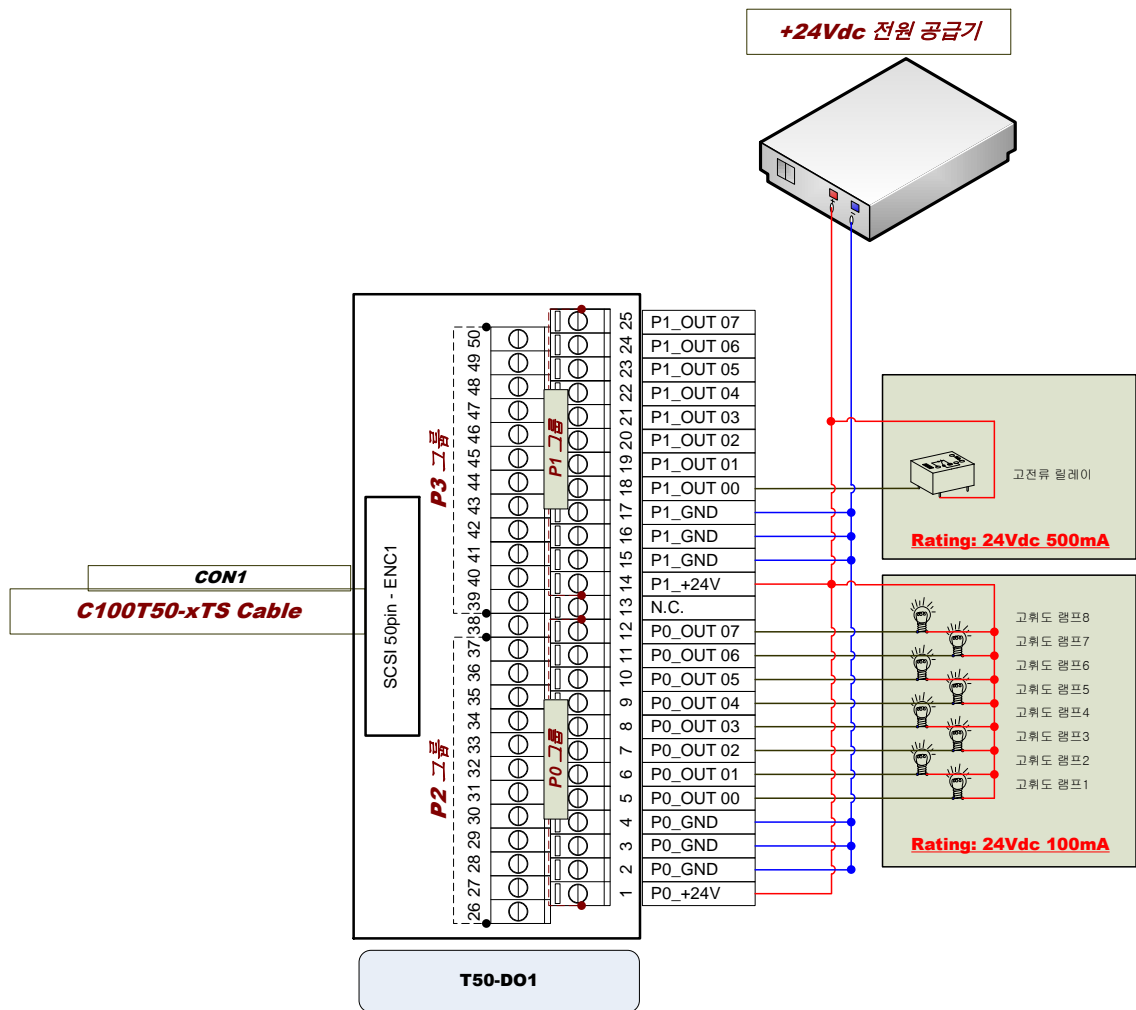 +24Vdc 전원 공급기
25 P1_OUT 07
24 P1_OUT 06
23 P1_OUT 05
22 P1_OUT 04
21 P1_OUT 03
20 P1_OUT 02
19 P1_OUT 01
18 P1_OUT 00
17 P1_GND
16 P1_GND
15 P1_GND
14 P1_+24V
13 N.C.
12 P0_OUT 07
11 P0_OUT 06
10 P0_OUT 05
9 P0_OUT 04
8 P0_OUT 03
7 P0_OUT 02
6 P0_OUT 01
5 P0_OUT 00
4 P0_GND
3 P0_GND
2 P0_GND
1 P0_+24V
50
49
48
47
46
45
44
43
42
41
40
39
38
37
36
35
34
33
32
31
30
29
28
27
26
P3 그룹
P1 그룹
P2 그룹
P0 그룹
SCSI 50pin - ENC1
CON1
C100T50-xTS Cable
고전류 릴레이
Rating: 24Vdc 500mA
고휘도 램프8
고휘도 램프7
고휘도 램프6
고휘도 램프5
고휘도 램프4
고휘도 램프3
고휘도 램프2
고휘도 램프1
Rating: 24Vdc 100mA
T50-DO1